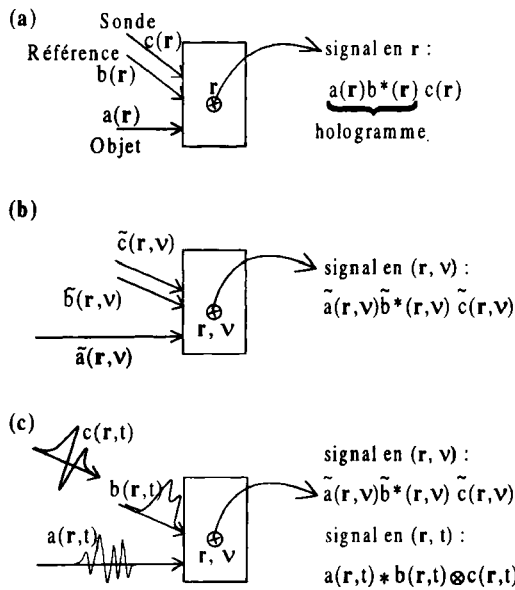 (a)
Sonde
c(r)
Référence
b(r)
a(r)
Objet
r
signal en r :
a(r)b*(r) c(r)
hologramme.
(b)
c̃(r,ν)
b̃(r,ν)
ã(r,ν)
r, ν
signal en (r, ν) :
ã(r,ν)b̃*(r,ν) c̃(r,ν)
(c)
c(r,t)
b(r,t)
a(r,t)
r, ν
signal en (r, ν) :
ã(r,ν)b̃*(r,ν) c̃(r,ν)
signal en (r, t) :
a(r,t)∗b(r,t)⊗c(r,t)